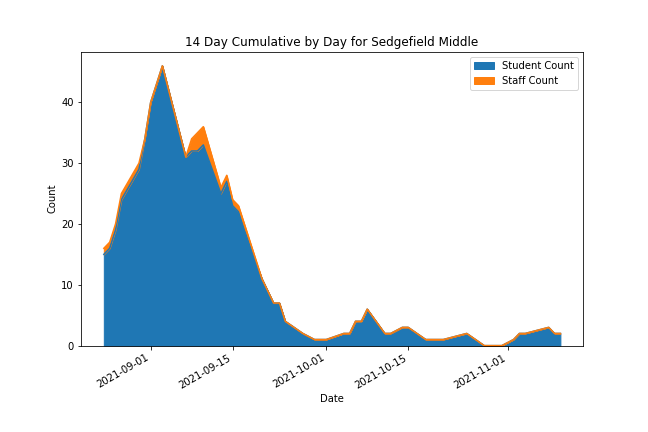 14 Day Cumulative by Day for Sedgefield Middle
Student Count
Staff Count
Count
40
30
20
10
0
2021-09-01
2021-09-15
2021-10-01
2021-10-15
2021-11-01
Date